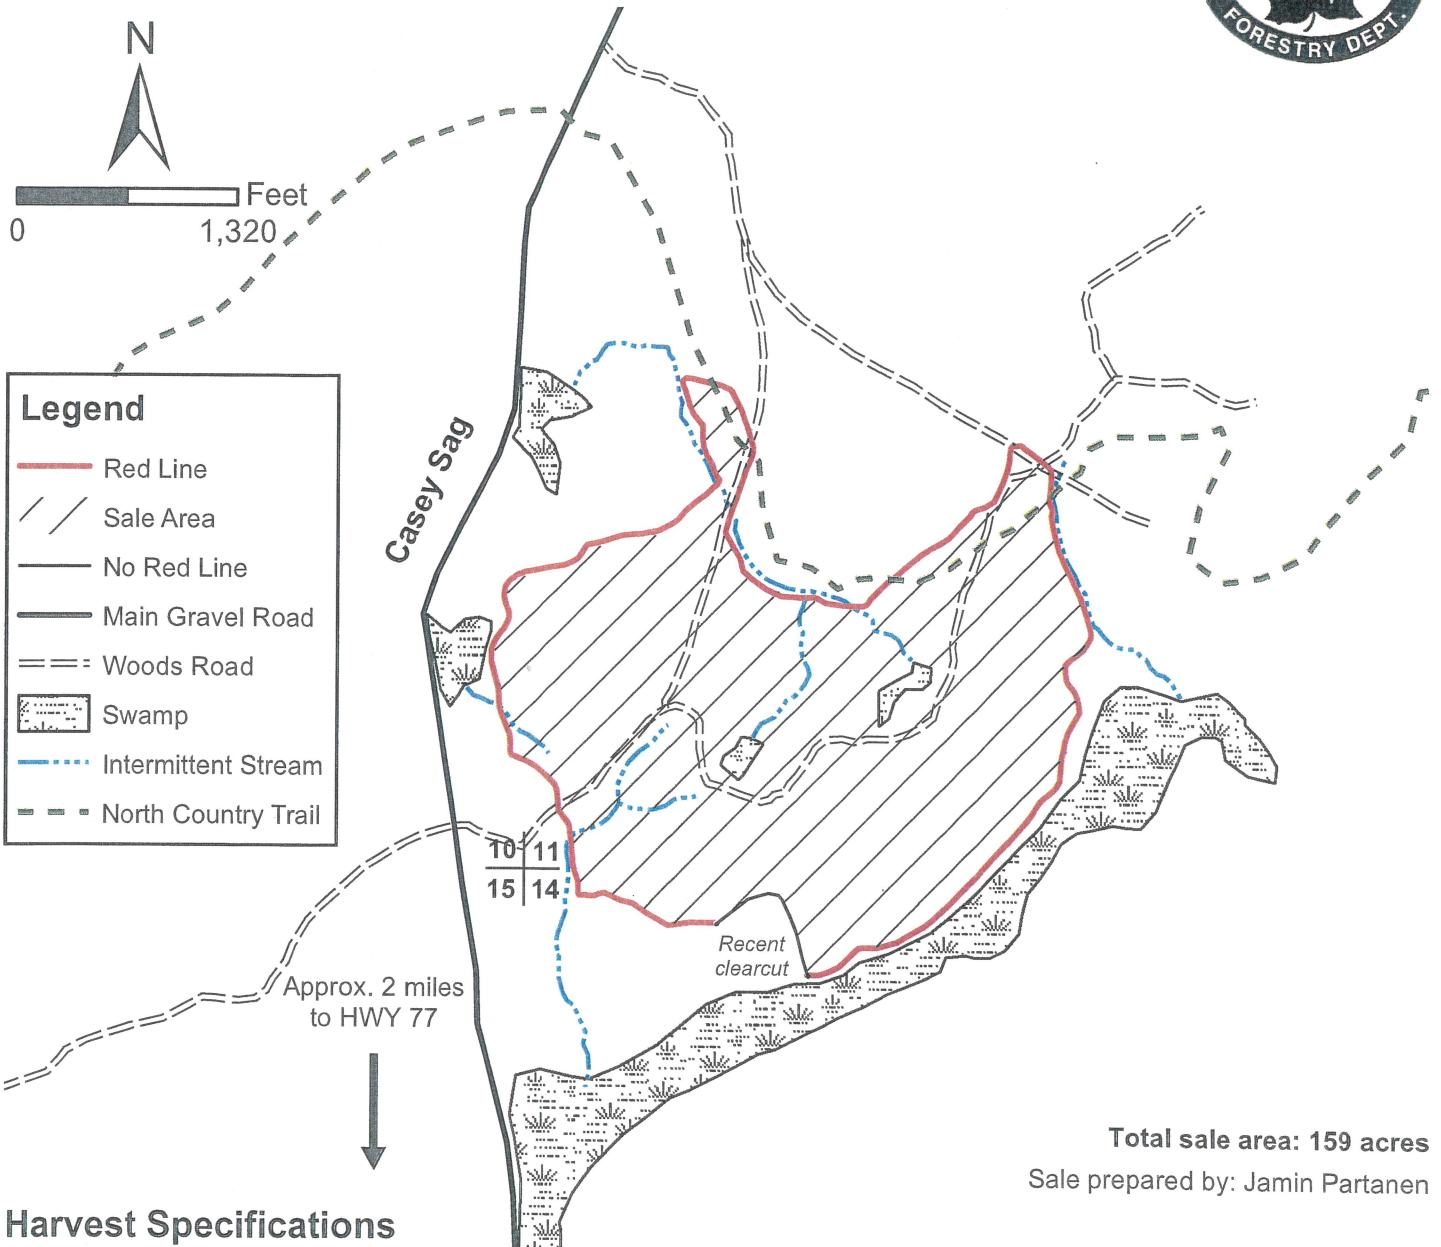 FORESTRY DEPT.
N
Feet
0 1,320
Legend
Red Line
Sale Area
No Red Line
Main Gravel Road
Woods Road
Swamp
Intermittent Stream
North Country Trail
Casey Sag
10 11
15 14
Recent
clearcut
Approx. 2 miles
to HWY 77
Total sale area: 159 acres
Sale prepared by: Jamin Partanen
Harvest Specifications